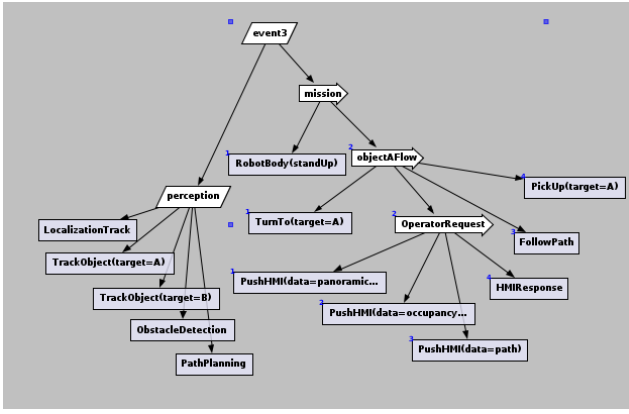 event3
mission
1
RobotBody(standUp)
2
objectAFlow
4
PickUp(target=A)
perception
1
TurnTo(target=A)
2
OperatorRequest
3
FollowPath
LocalizationTrack
TrackObject(target=A)
TrackObject(target=B)
ObstacleDetection
PathPlanning
1
PushHMI(data=panoramic...
2
PushHMI(data=occupancy...
3
PushHMI(data=path)
4
HMIResponse